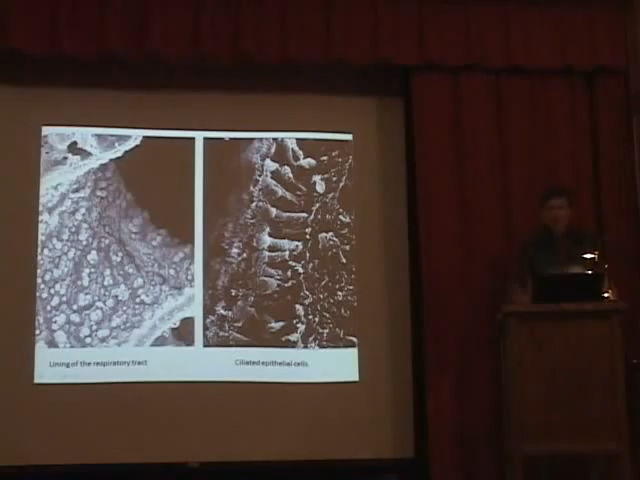 Lining of the respiratory tract
Ciliated epithelial cells